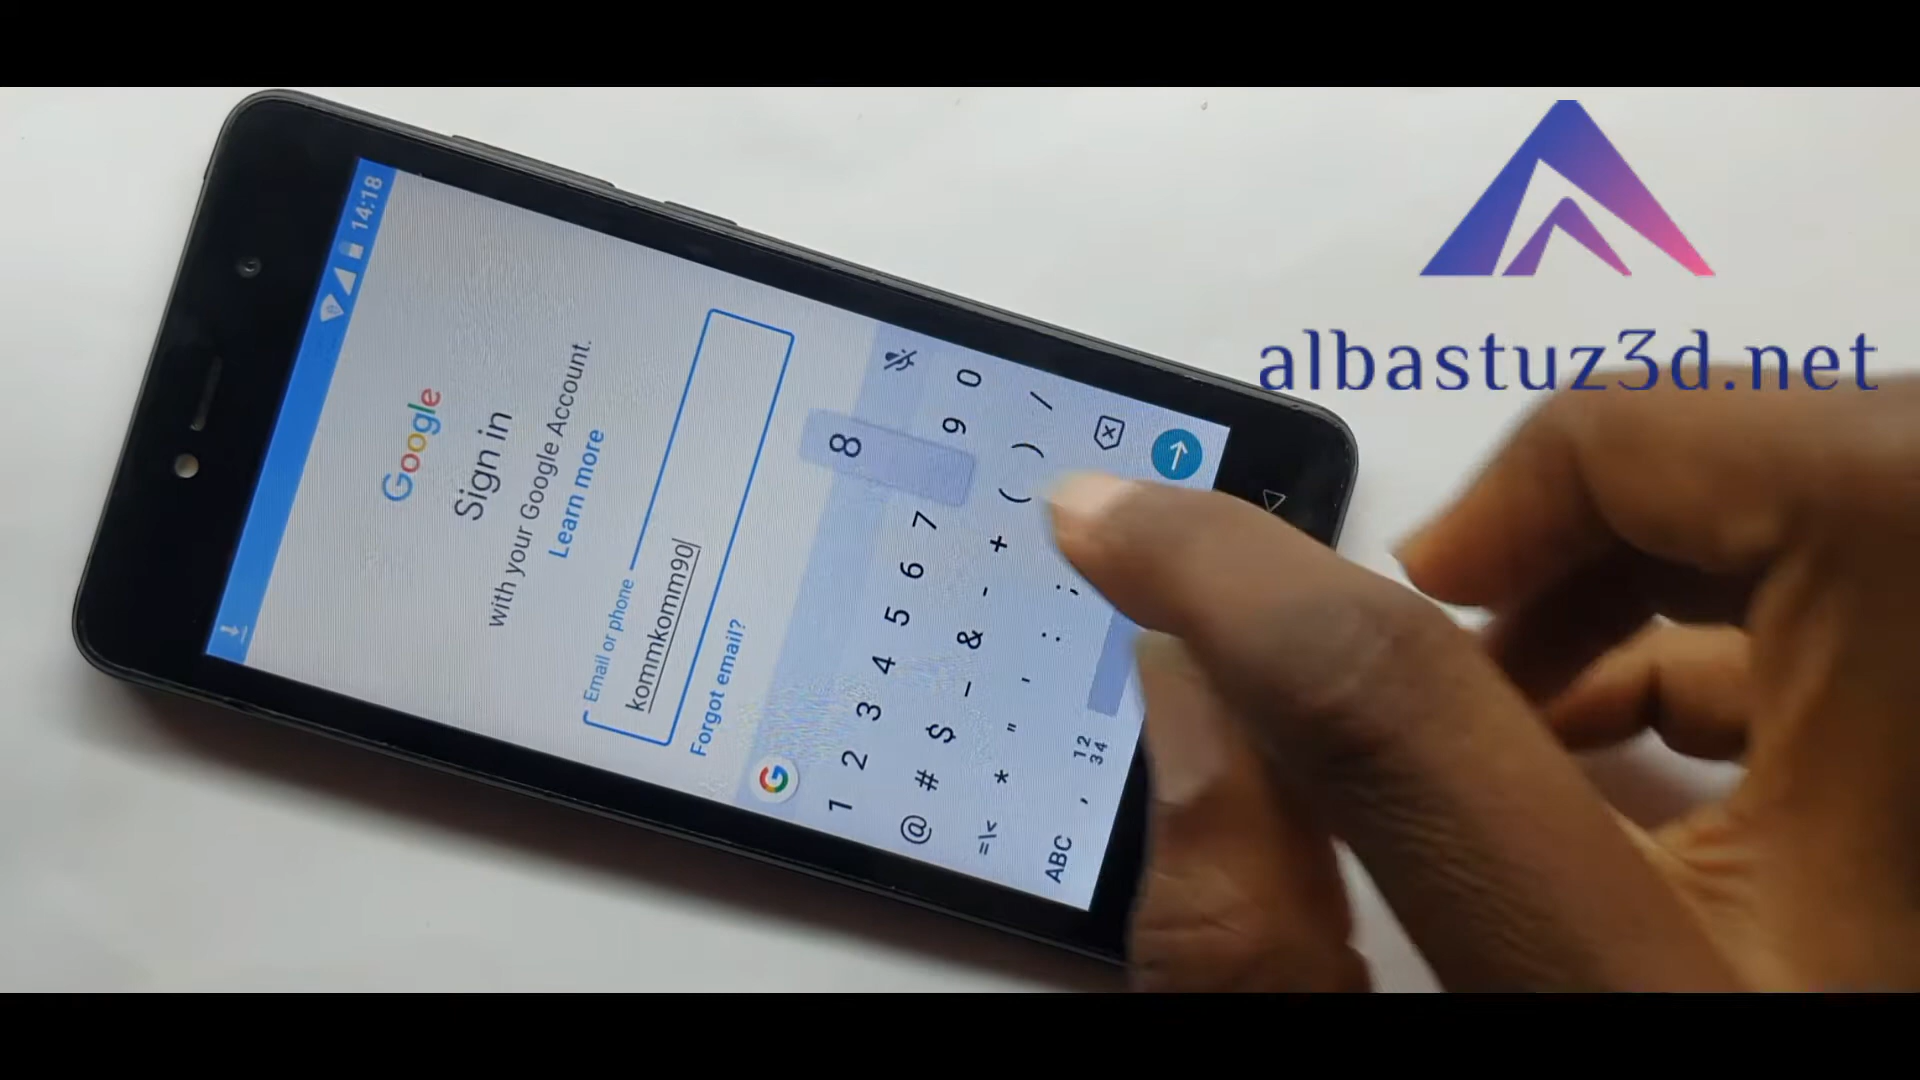 14:18
Google
Sign in
with your Google Account.
Learn more
Email or phone
kommkomm90
Forgot email?
G
8
1 2 3 4 5 6 7 9 0
@ # $ _ & - + ( ) /
=\< * " ' : ;
ABC , 12 34
albastuz3d.net